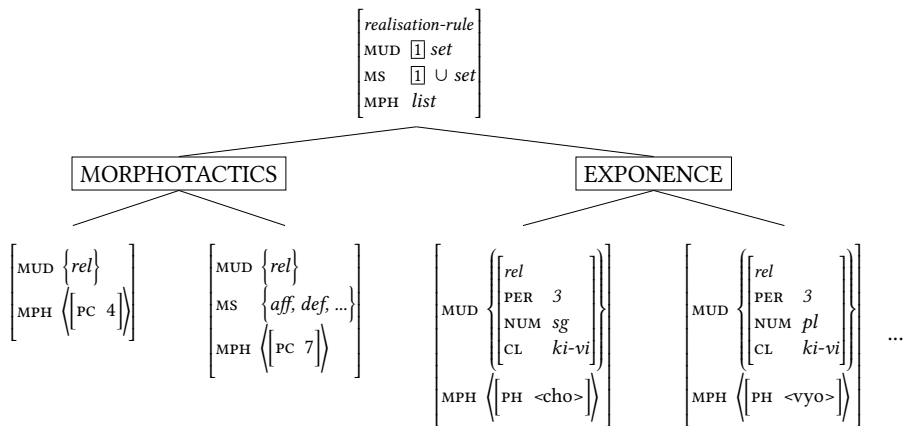 realisation-rule
MUD 1 set
MS 1 ∪ set
MPH list
MORPHOTACTICS
EXPONENCE
MUD {rel}
MPH ⟨[PC 4]⟩
MUD {rel}
MS {aff, def, ...}
MPH ⟨[PC 7]⟩
rel
PER 3
MUD
NUM sg
CL ki-vi
MPH ⟨[PH <cho>]⟩
rel
PER 3
MUD
NUM pl
CL ki-vi
MPH ⟨[PH <vyo>]⟩
...